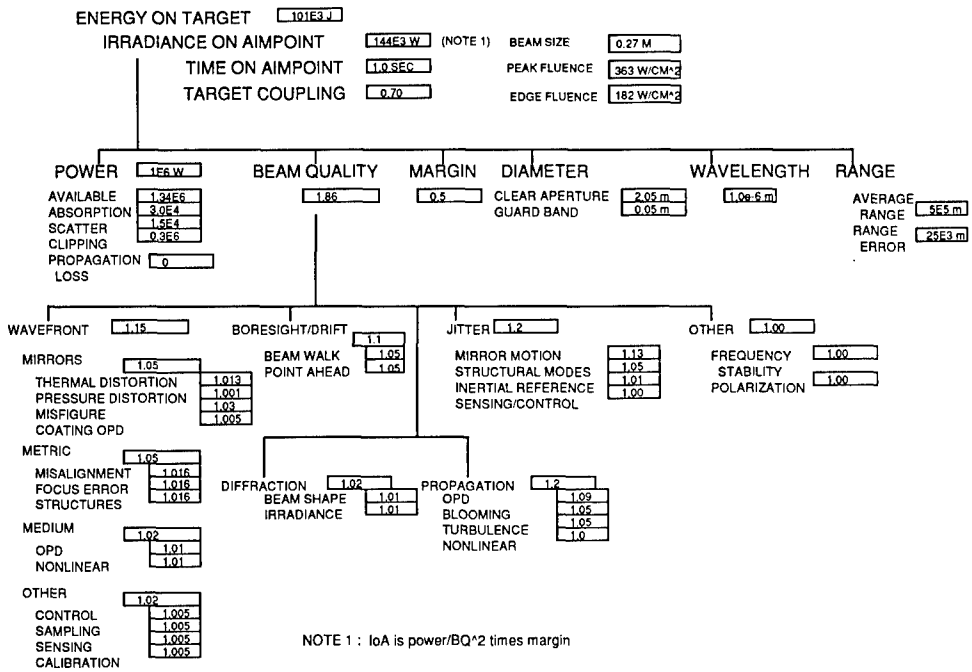 ENERGY ON TARGET 101E3 J
IRRADIANCE ON AIMPOINT 144E3 W (NOTE 1) BEAM SIZE 0.27 M
TIME ON AIMPOINT 1.0 SEC PEAK FLUENCE 363 W/CM^2
TARGET COUPLING 0.70 EDGE FLUENCE 182 W/CM^2
POWER 1E6 W BEAM QUALITY MARGIN DIAMETER WAVELENGTH RANGE
1.86 0.5 1.0e-6 m
AVAILABLE 1.34E6
ABSORPTION 3.0E4
SCATTER 1.5E4
CLIPPING 0.3E6
PROPAGATION LOSS 0
CLEAR APERTURE 2.05 m
GUARD BAND 0.05 m
AVERAGE
RANGE 5E5 m
RANGE
ERROR 25E3 m
WAVEFRONT 1.15
MIRRORS 1.05
THERMAL DISTORTION 1.013
PRESSURE DISTORTION 1.001
MISFIGURE 1.03
COATING OPD 1.005
METRIC 1.05
MISALIGNMENT 1.016
FOCUS ERROR 1.016
STRUCTURES 1.016
MEDIUM 1.02
OPD 1.01
NONLINEAR 1.01
OTHER 1.02
CONTROL 1.005
SAMPLING 1.005
SENSING 1.005
CALIBRATION 1.005
BORESIGHT/DRIFT 1.1
BEAM WALK 1.05
POINT AHEAD 1.05
JITTER 1.2
MIRROR MOTION 1.13
STRUCTURAL MODES 1.05
INERTIAL REFERENCE 1.01
SENSING/CONTROL 1.00
OTHER 1.00
FREQUENCY 1.00
STABILITY
POLARIZATION 1.00
DIFFRACTION 1.02
BEAM SHAPE 1.01
IRRADIANCE 1.01
PROPAGATION 1.2
OPD 1.09
BLOOMING 1.05
TURBULENCE 1.05
NONLINEAR 1.0
NOTE 1 : IoA is power/BQ^2 times margin